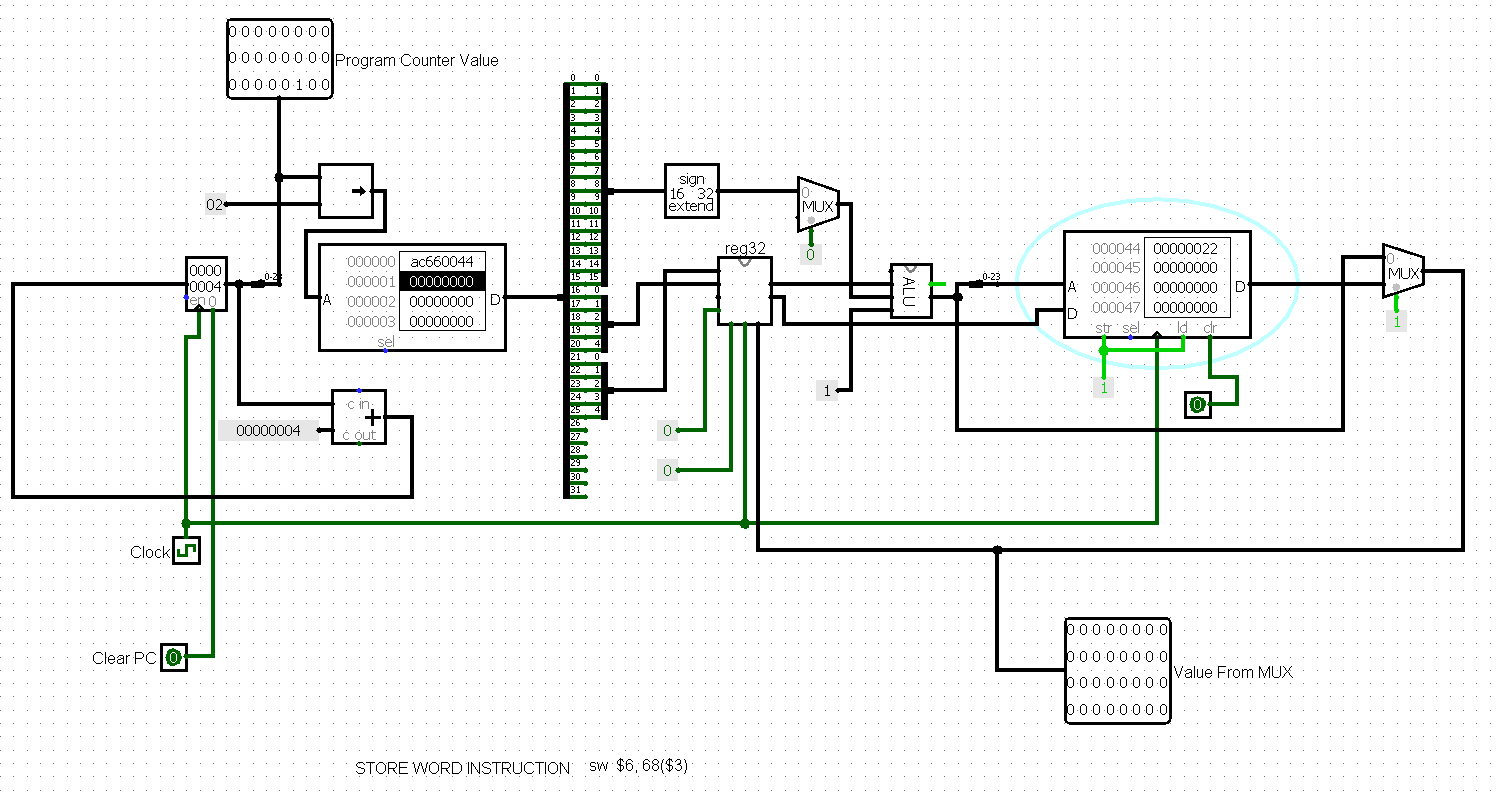 0 0 0 0 0 0 0 0
0 0 0 0 0 0 0 0
0 0 0 0 0 1 0 0
Program Counter Value
02
0000
0004
en 0
0-23
000000 ac660044
000001 00000000
000002 00000000
000003 00000000
A
D
sel
c in
+
c out
00000004
Clock
Clear PC
0
0 0
1 1
2 2
3 3
4 4
5 5
6 6
7 7
8 8
9 9
10 10
11 11
12 12
13 13
14 14
15 15
16 0
17 1
18 2
19 3
20 4
21 0
22 1
23 2
24 3
25 4
26
27
28
29
30
31
sign
16 32
extend
0
MUX
0
reg32
0
0
ALU
1
0-23
000044 00000022
000045 00000000
000046 00000000
000047 00000000
A
D
D
str sel ld clr
1
0
0
MUX
1
0 0 0 0 0 0 0 0
0 0 0 0 0 0 0 0
0 0 0 0 0 0 0 0
0 0 0 0 0 0 0 0
Value From MUX
STORE WORD INSTRUCTION sw $6, 68($3)